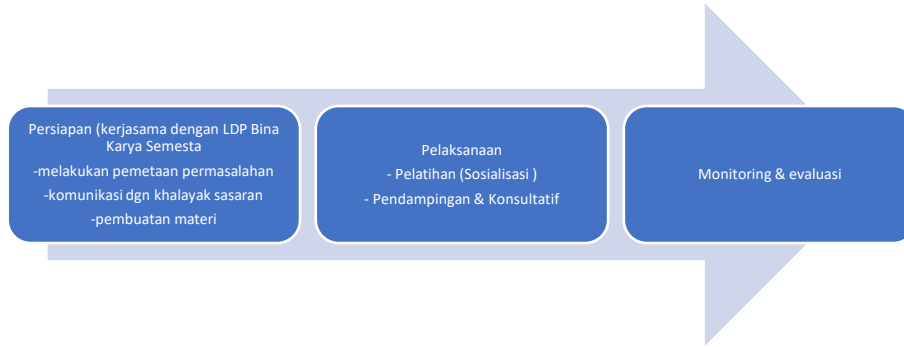 Persiapan (kerjasama dengan LDP Bina
Karya Semesta
-melakukan pemetaan permasalahan
-komunikasi dgn khalayak sasaran
-pembuatan materi
Pelaksanaan
- Pelatihan (Sosialisasi )
- Pendampingan & Konsultatif
Monitoring & evaluasi